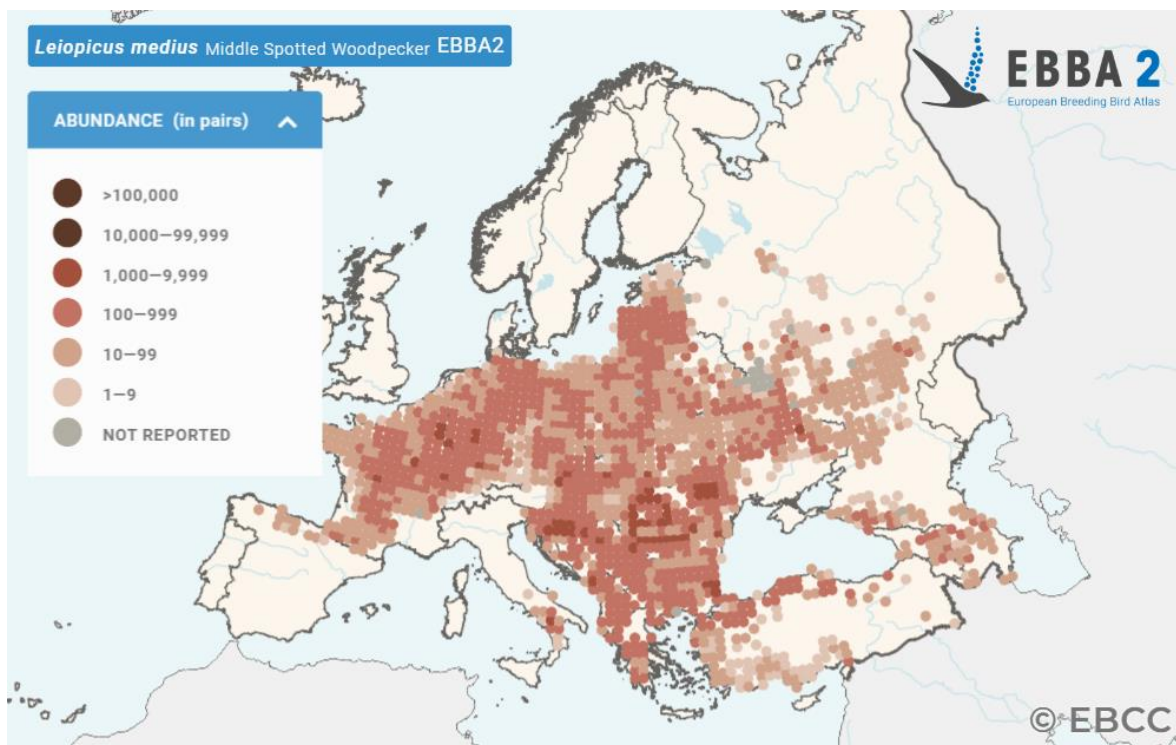 Leiopicus medius Middle Spotted Woodpecker EBBA2
EBBA 2
European Breeding Bird Atlas
ABUNDANCE (in pairs)
>100,000
10,000–99,999
1,000–9,999
100–999
10–99
1–9
NOT REPORTED
© EBCC